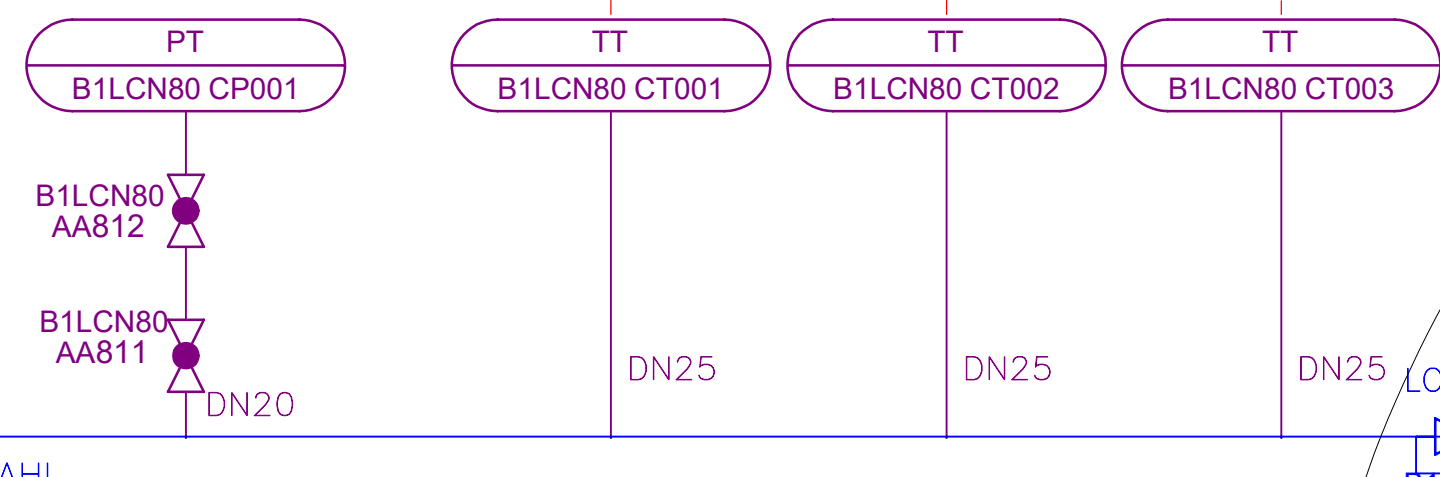 PT
B1LCN80 CP001
TT
B1LCN80 CT001
TT
B1LCN80 CT002
TT
B1LCN80 CT003
B1LCN80
AA812
B1LCN80
AA811
DN20
DN25
DN25
DN25